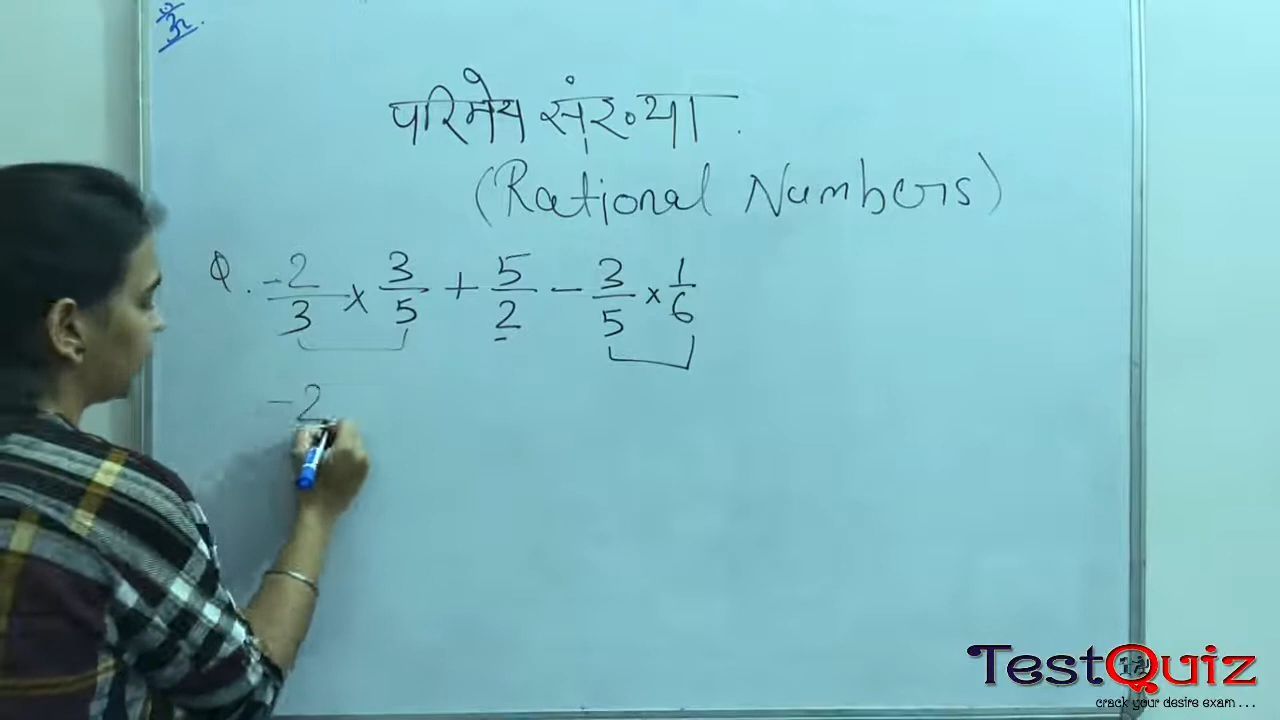 ॐ
परिमेय संख्या.
(Rational Numbers)
Q. -2/3 × 3/5 + 5/2 - 3/5 × 1/6
-2
TestQuiz
crack your desire exam ...